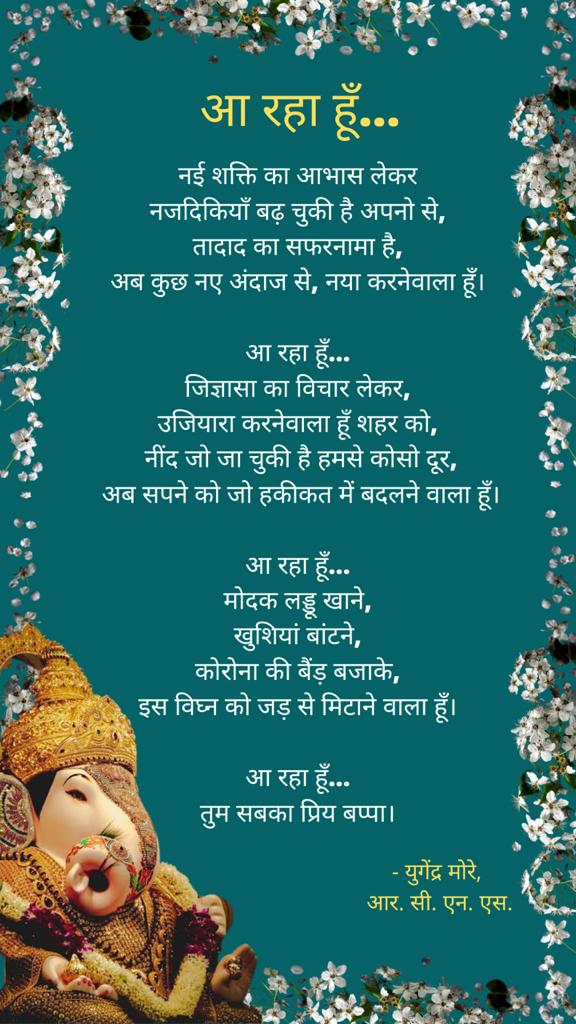 आ रहा हूँ...
नई शक्ति का आभास लेकर
नजदिकियाँ बढ़ चुकी है अपनो से,
तादाद का सफरनामा है,
अब कुछ नए अंदाज से, नया करनेवाला हूँ।
आ रहा हूँ...
जिज्ञासा का विचार लेकर,
उजियारा करनेवाला हूँ शहर को,
नींद जो जा चुकी है हमसे कोसो दूर,
अब सपने को जो हकीकत में बदलने वाला हूँ।
आ रहा हूँ...
मोदक लड्डू खाने,
खुशियां बांटने,
कोरोना की बैंड़ बजाके,
इस विघ्न को जड़ से मिटाने वाला हूँ।
आ रहा हूँ...
तुम सबका प्रिय बप्पा।
- युगेंद्र मोरे,
आर. सी. एन. एस.